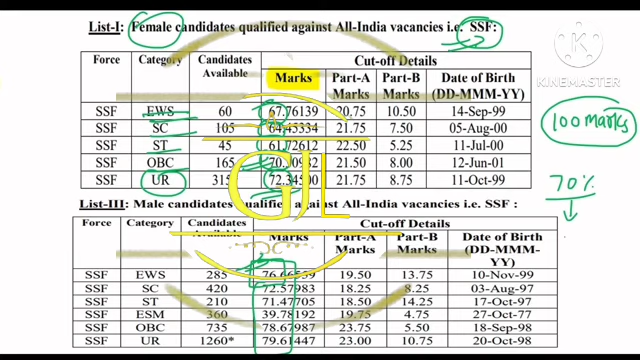 List-I: Female candidates qualified against All-India vacancies i.e. SSF:
Force Category Candidates Available Cut-off Details
Marks Part-A Marks Part-B Marks Date of Birth (DD-MMM-YY)
SSF EWS 60 67.76139 20.75 10.50 14-Sep-99
SSF SC 105 64.45334 21.75 7.50 05-Aug-00
SSF ST 45 61.72612 22.50 5.25 11-Jul-00
SSF OBC 165 21.50 8.00 12-Jun-01
SSF UR 72.34500 21.75 8.75 11-Oct-99
List-III: Male candidates qualified against All-India vacancies i.e. SSF :
Force Category Candidates Available Cut-off Details
Marks Part-A Marks Part-B Marks Date of Birth (DD-MMM-YY)
SSF EWS 285 19.50 13.75 10-Nov-99
SSF SC 420 72.57983 18.25 8.25 03-Aug-97
SSF ST 210 71.47705 18.50 14.25 17-Oct-97
SSF ESM 360 39.78192 19.75 4.75 27-Oct-77
SSF OBC 735 78.67987 23.75 5.50 18-Sep-98
SSF UR 1260* 79.61447 23.00 10.75 20-Oct-98
Made with
KINEMASTER
100 marks
70%
GJL